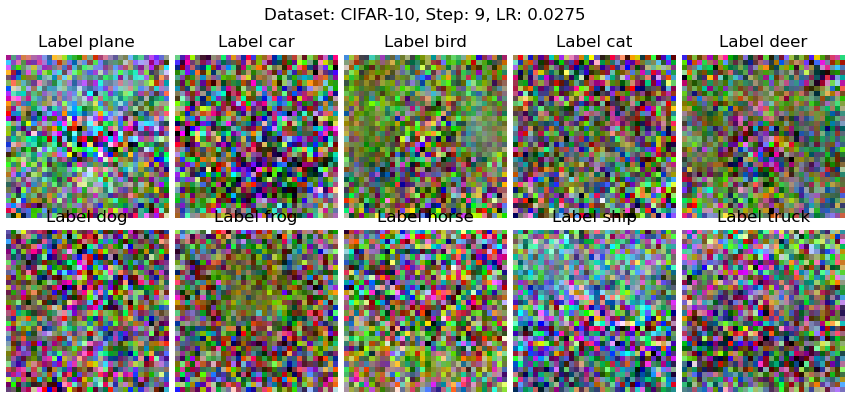 Dataset: CIFAR-10, Step: 9, LR: 0.0275
Label plane Label car Label bird Label cat Label deer
Label dog Label frog Label horse Label ship Label truck